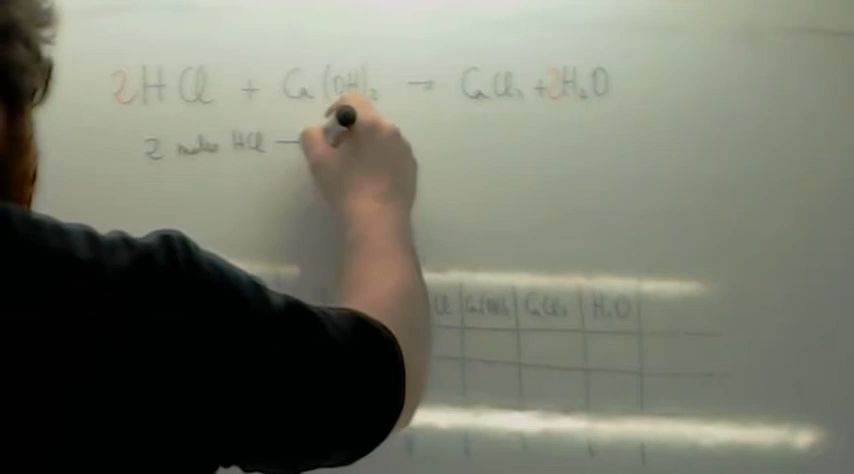 2HCl + Ca(OH)₂ → CaCl₂ + 2H₂O
2 moles HCl —
Cl Ca(OH)₂ CaCl₂ H₂O